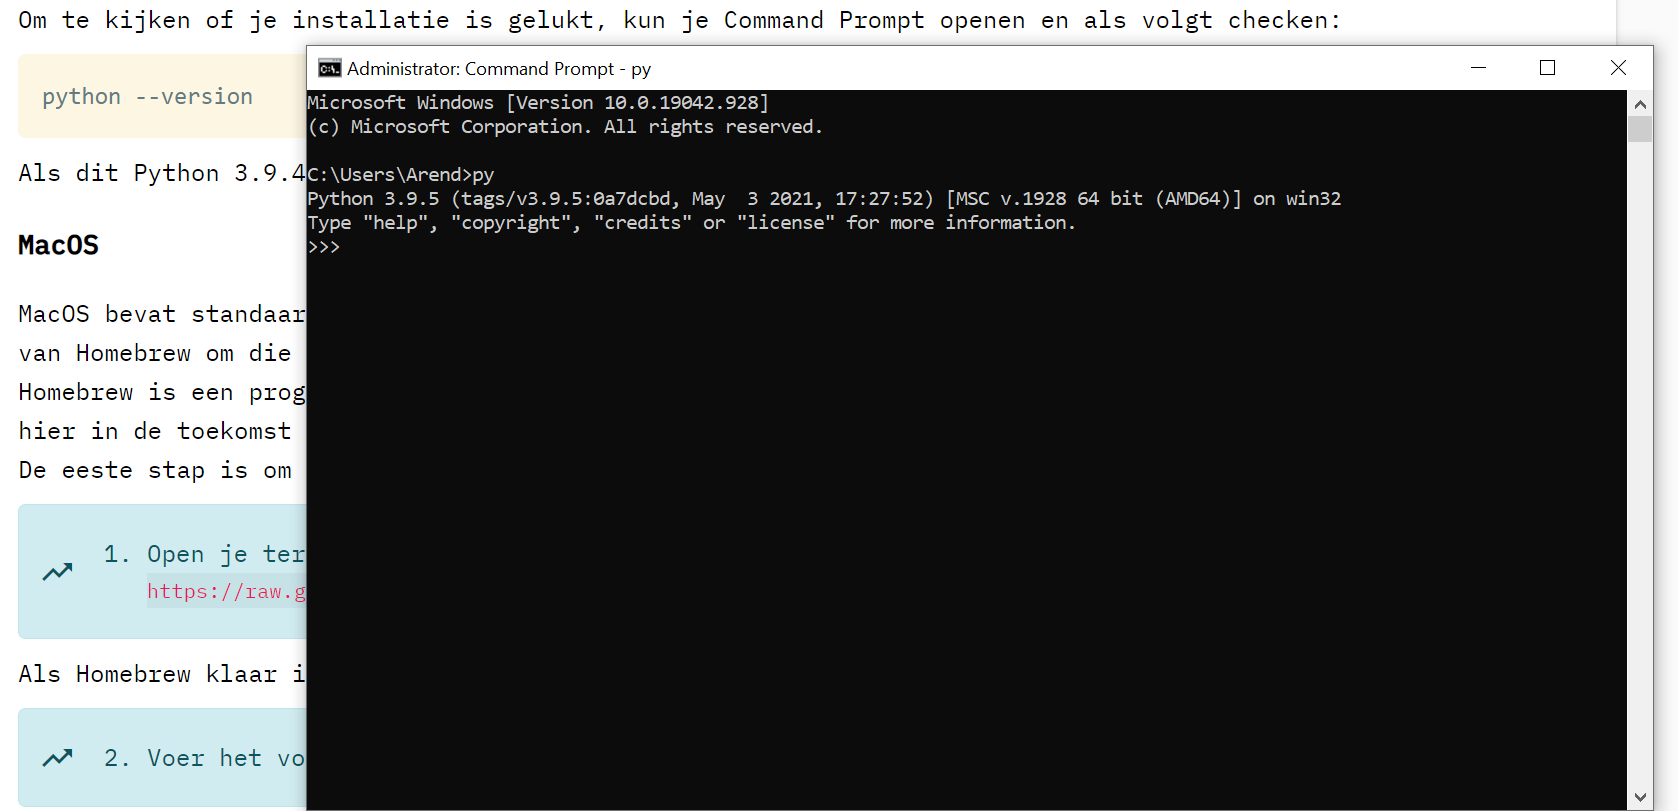 Om te kijken of je installatie is gelukt, kun je Command Prompt openen en als volgt checken:
python --version
Als dit Python 3.9.4
MacOS
MacOS bevat standaar
van Homebrew om die
Homebrew is een prog
hier in de toekomst
De eeste stap is om
1. Open je ter
https://raw.g
Als Homebrew klaar i
2. Voer het vo
Administrator: Command Prompt - py
Microsoft Windows [Version 10.0.19042.928]
(c) Microsoft Corporation. All rights reserved.
C:\Users\Arend>py
Python 3.9.5 (tags/v3.9.5:0a7dcbd, May  3 2021, 17:27:52) [MSC v.1928 64 bit (AMD64)] on win32
Type "help", "copyright", "credits" or "license" for more information.
>>>